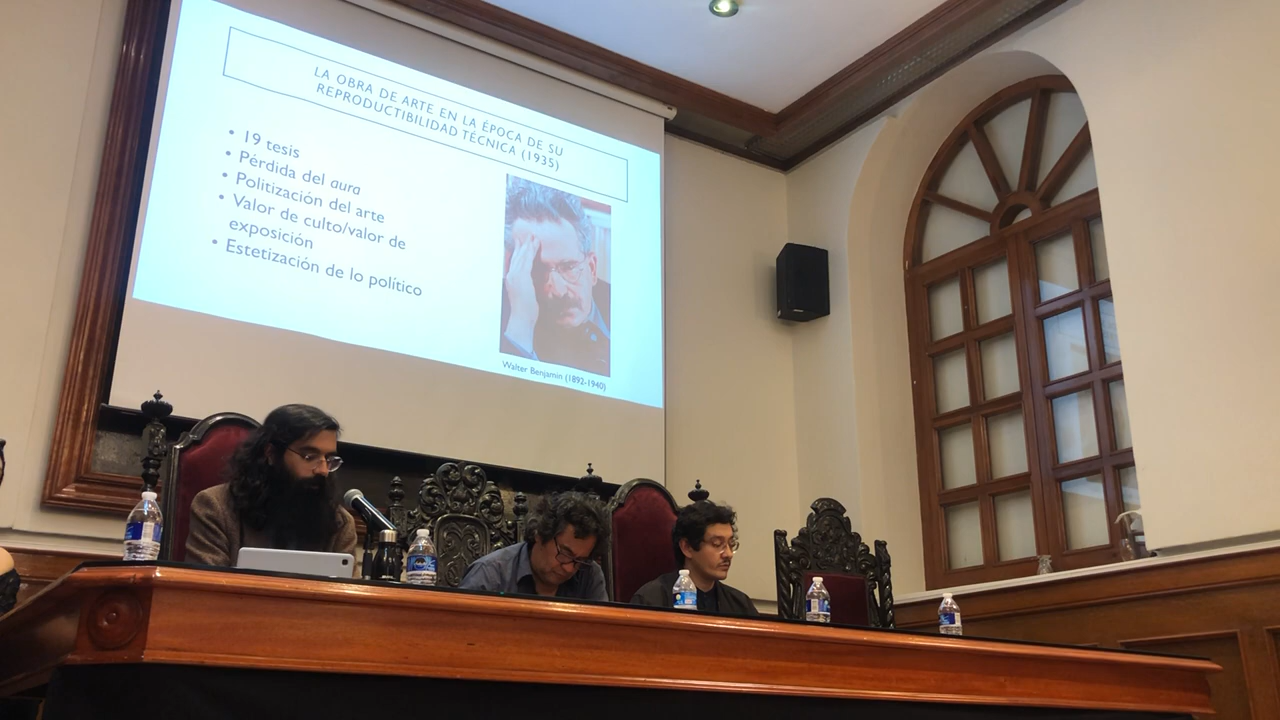 LA OBRA DE ARTE EN LA ÉPOCA DE SU
REPRODUCTIBILIDAD TÉCNICA (1935)
• 19 tesis
• Pérdida del aura
• Politización del arte
• Valor de culto/valor de
exposición
• Estetización de lo político
Walter Benjamin (1892-1940)